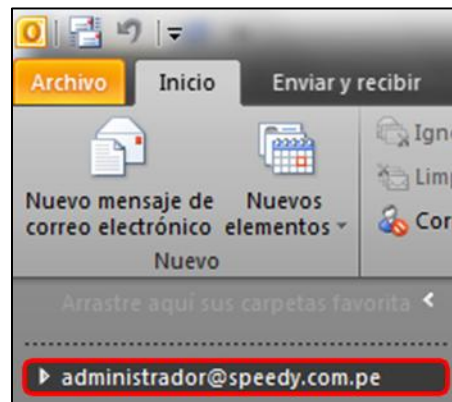 Archivo Inicio Enviar y recibir
Nuevo mensaje de
correo electrónico
Nuevos
elementos
Nuevo
Arrastre aquí sus carpetas favorita
administrador@speedy.com.pe